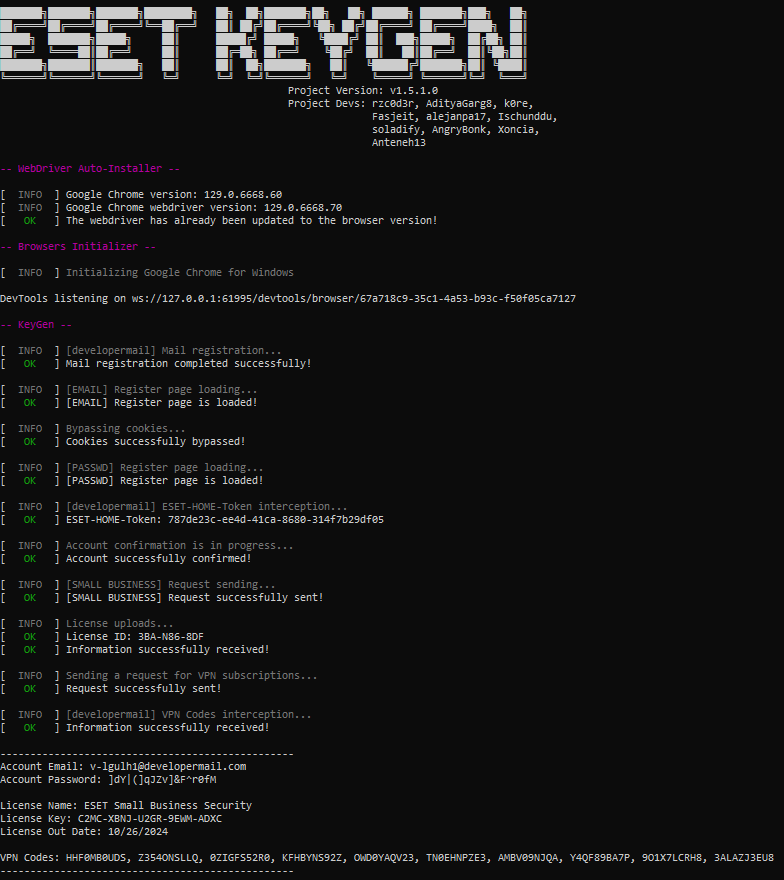 ESET KEYGEN
Project Version: v1.5.1.0
Project Devs: rzc0d3r, AdityaGarg8, k0re,
Fasjeit, alejanpa17, Ischunddu,
soladify, AngryBonk, Xoncia,
Anteneh13
-- WebDriver Auto-Installer --
[ INFO ] Google Chrome version: 129.0.6668.60
[ INFO ] Google Chrome webdriver version: 129.0.6668.70
[ OK ] The webdriver has already been updated to the browser version!
-- Browsers Initializer --
[ INFO ] Initializing Google Chrome for Windows
DevTools listening on ws://127.0.0.1:61995/devtools/browser/67a718c9-35c1-4a53-b93c-f50f05ca7127
-- KeyGen --
[ INFO ] [developermail] Mail registration...
[ OK ] Mail registration completed successfully!
[ INFO ] [EMAIL] Register page loading...
[ OK ] [EMAIL] Register page is loaded!
[ INFO ] Bypassing cookies...
[ OK ] Cookies successfully bypassed!
[ INFO ] [PASSWD] Register page loading...
[ OK ] [PASSWD] Register page is loaded!
[ INFO ] [developermail] ESET-HOME-Token interception...
[ OK ] ESET-HOME-Token: 787de23c-ee4d-41ca-8680-314f7b29df05
[ INFO ] Account confirmation is in progress...
[ OK ] Account successfully confirmed!
[ INFO ] [SMALL BUSINESS] Request sending...
[ OK ] [SMALL BUSINESS] Request successfully sent!
[ INFO ] License uploads...
[ OK ] License ID: 3BA-N86-8DF
[ OK ] Information successfully received!
[ INFO ] Sending a request for VPN subscriptions...
[ OK ] Request successfully sent!
[ INFO ] [developermail] VPN Codes interception...
[ OK ] Information successfully received!
-------------------------------------------------
Account Email: v-lgulh1@developermail.com
Account Password: ]dY|(]qJZv]&F^r0fM
License Name: ESET Small Business Security
License Key: C2MC-XBNJ-U2GR-9EWM-ADXC
License Out Date: 10/26/2024
VPN Codes: HHF0MB0UDS, Z354ONSLLQ, 0ZIGFS52R0, KFHBYNS92Z, OWD0YAQV23, TN0EHNPZE3, AMBV09NJQA, Y4QF89BA7P, 9O1X7LCRH8, 3ALAZJ3EU8
-------------------------------------------------